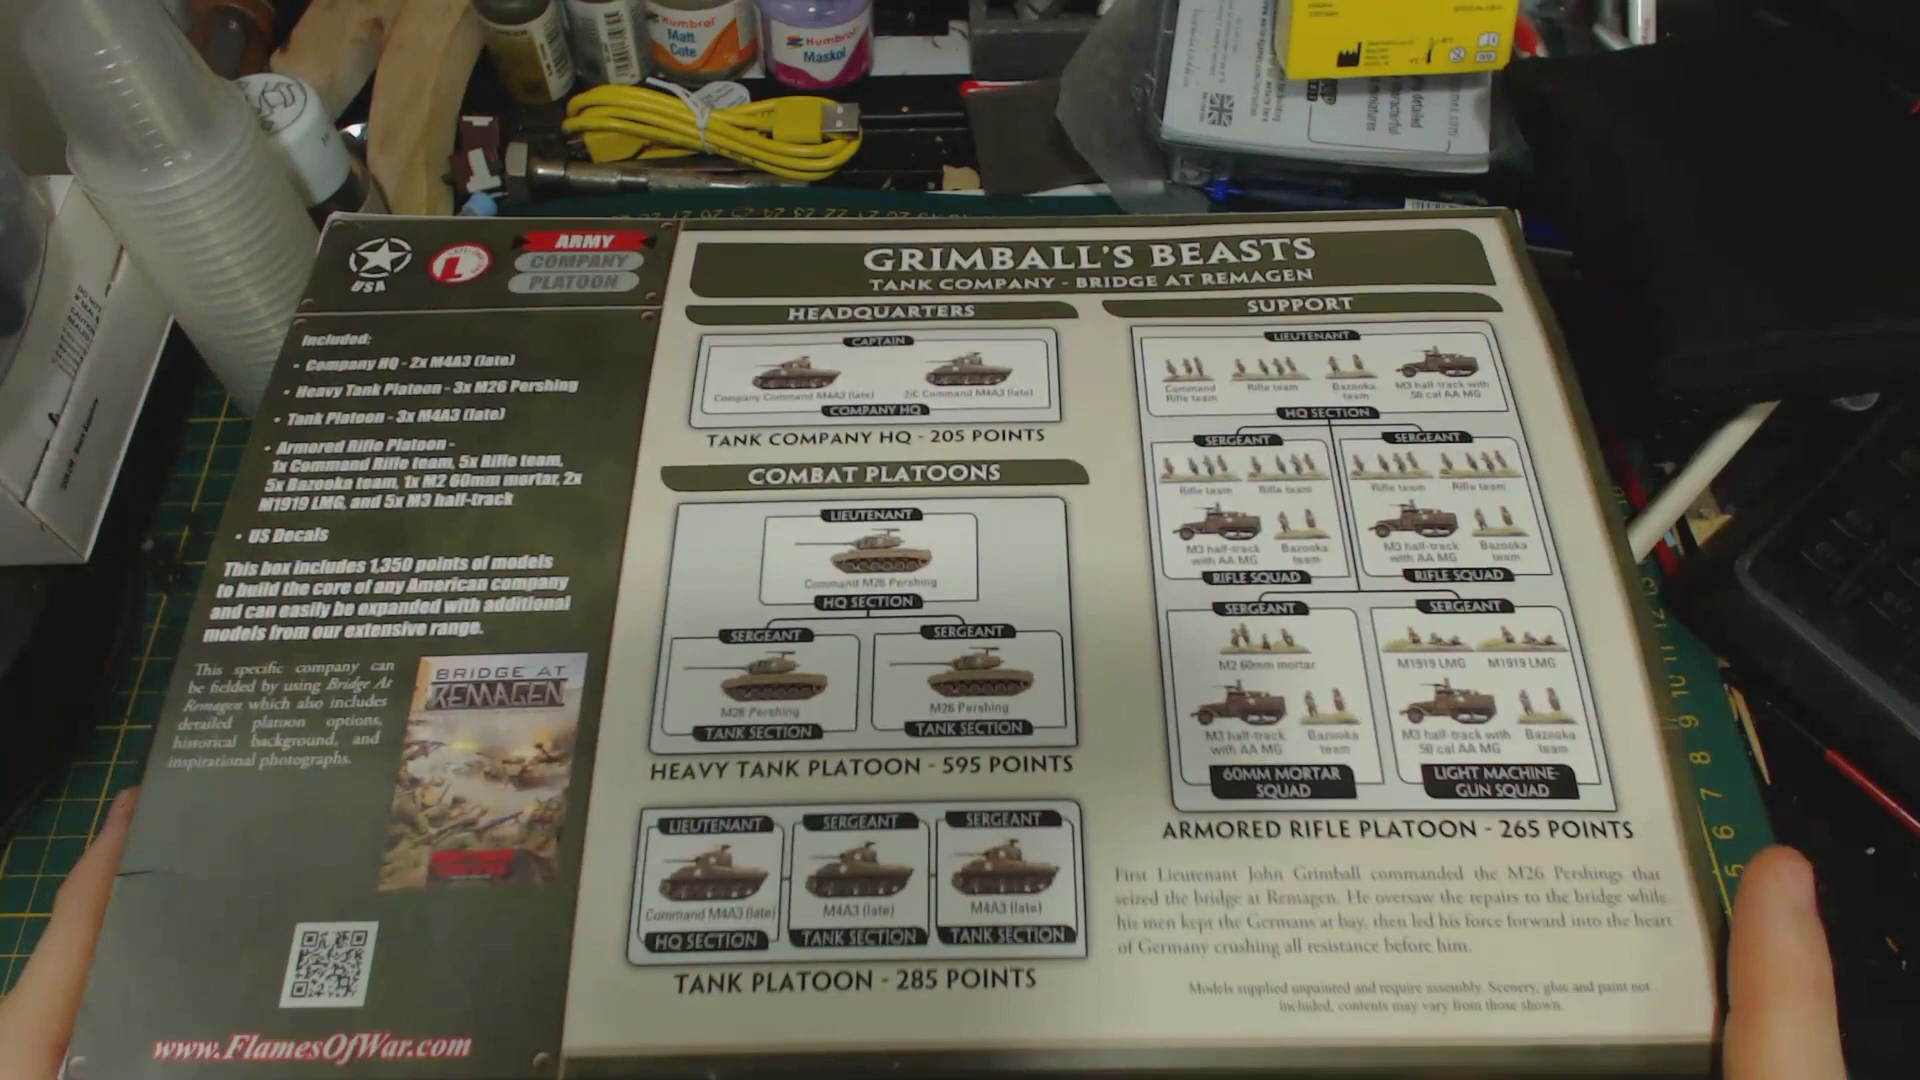 Humbrol
Matt
Cote
Humbrol
Maskol
USA
L
ARMY
COMPANY
PLATOON
Included:
• Company HQ - 2x M4A3 (late)
• Heavy Tank Platoon - 3x M26 Pershing
• Tank Platoon - 3x M4A3 (late)
• Armored Rifle Platoon -
1x Command Rifle team, 5x Rifle team,
5x Bazooka team, 1x M2 60mm mortar, 2x
M1919 LMG, and 5x M3 half-track
• US Decals
This box includes 1,350 points of models
to build the core of any American company
and can easily be expanded with additional
models from our extensive range.
This specific company can
be fielded by using Bridge At
Remagen which also includes
detailed platoon options,
historical background, and
inspirational photographs.
BRIDGE AT
REMAGEN
www.FlamesOfWar.com
GRIMBALL'S BEASTS
TANK COMPANY - BRIDGE AT REMAGEN
HEADQUARTERS
CAPTAIN
Company Command M4A3 (late)
2iC Command M4A3 (late)
COMPANY HQ
TANK COMPANY HQ - 205 POINTS
COMBAT PLATOONS
LIEUTENANT
Command M26 Pershing
HQ SECTION
SERGEANT
SERGEANT
M26 Pershing
M26 Pershing
TANK SECTION
TANK SECTION
HEAVY TANK PLATOON - 595 POINTS
LIEUTENANT
SERGEANT
SERGEANT
Command M4A3 (late)
M4A3 (late)
M4A3 (late)
HQ SECTION
TANK SECTION
TANK SECTION
TANK PLATOON - 285 POINTS
SUPPORT
LIEUTENANT
Command
Rifle team
Rifle team
Bazooka
team
M3 half-track with
.50 cal AA MG
HQ SECTION
SERGEANT
SERGEANT
Rifle team
Rifle team
Rifle team
Rifle team
M3 half-track
with AA MG
Bazooka
team
M3 half-track
with AA MG
Bazooka
team
RIFLE SQUAD
RIFLE SQUAD
SERGEANT
SERGEANT
M2 60mm mortar
M1919 LMG
M1919 LMG
M3 half-track
with AA MG
Bazooka
team
M3 half-track with
.50 cal AA MG
Bazooka
team
60MM MORTAR
SQUAD
LIGHT MACHINE-
GUN SQUAD
ARMORED RIFLE PLATOON - 265 POINTS
First Lieutenant John Grimball commanded the M26 Pershings that
seized the bridge at Remagen. He oversaw the repairs to the bridge while
his men kept the Germans at bay, then led his force forward into the heart
of Germany crushing all resistance before him.
Models supplied unpainted and require assembly. Scenery, glue and paint not
included, contents may vary from those shown.